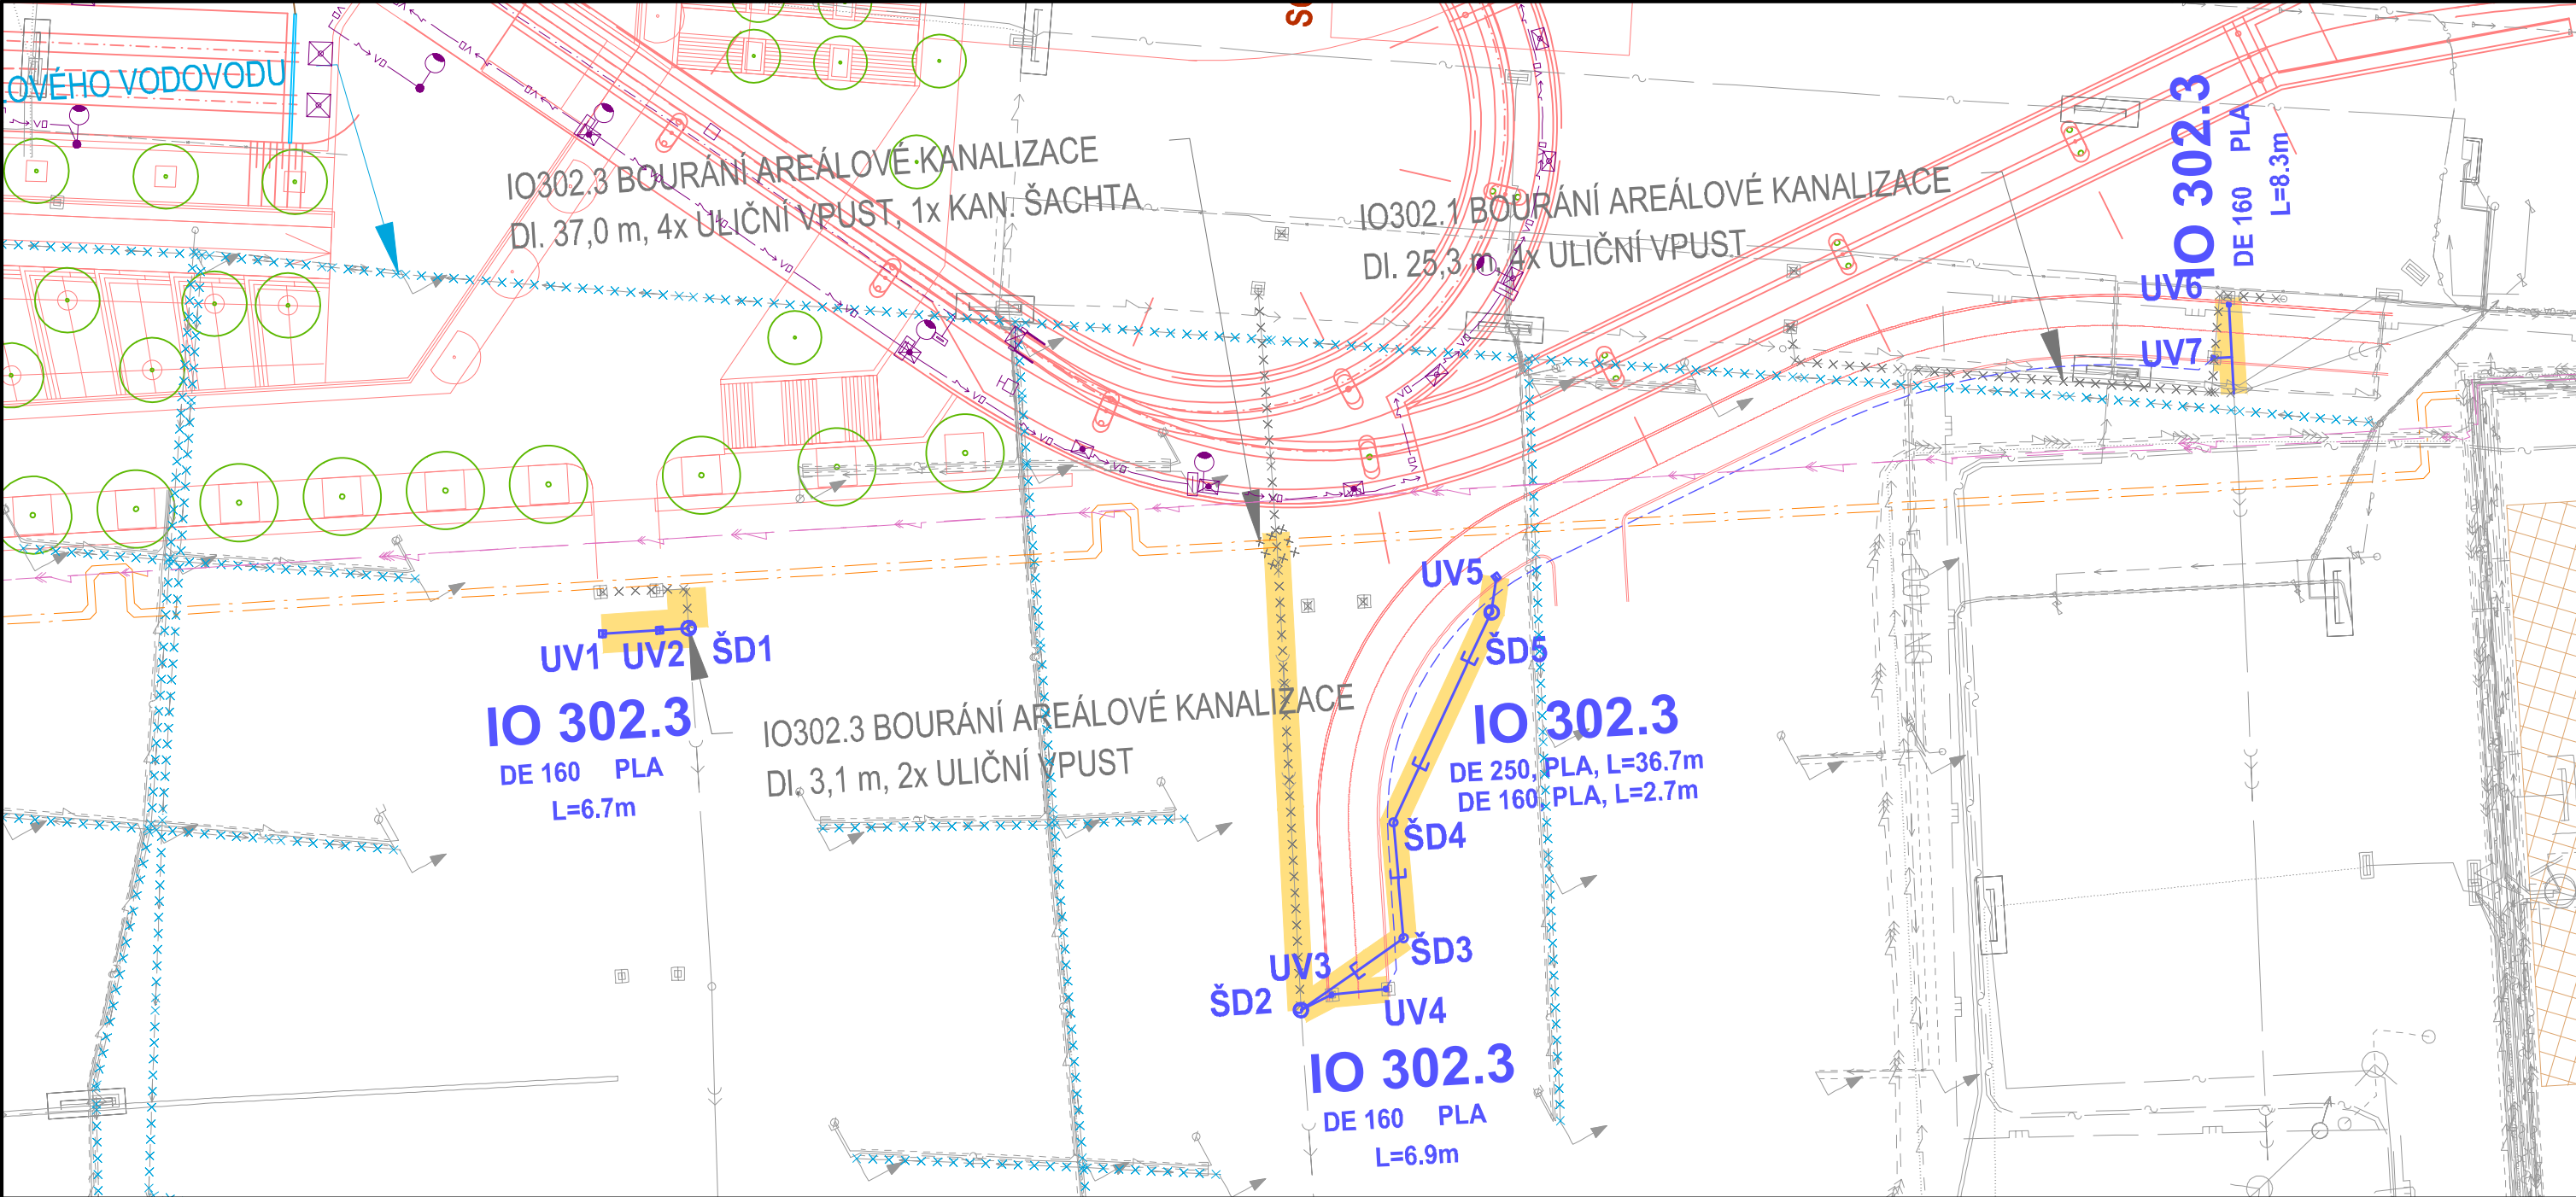 OVÉHO VODOVODU
IO302.3 BOURÁNÍ AREÁLOVÉ KANALIZACE
Dl. 37,0 m, 4x ULIČNÍ VPUST, 1x KAN. ŠACHTA
IO302.1 BOURÁNÍ AREÁLOVÉ KANALIZACE
Dl. 25,3 m, 4x ULIČNÍ VPUST
IO 302.3
DE 160 PLA
L=8.3m
UV6
UV7
UV1 UV2 ŠD1
IO 302.3
DE 160 PLA
L=6.7m
IO302.3 BOURÁNÍ AREÁLOVÉ KANALIZACE
Dl. 3,1 m, 2x ULIČNÍ VPUST
UV5
ŠD5
IO 302.3
DE 250, PLA, L=36.7m
DE 160, PLA, L=2.7m
ŠD4
ŠD3
UV3
ŠD2
UV4
IO 302.3
DE 160 PLA
L=6.9m